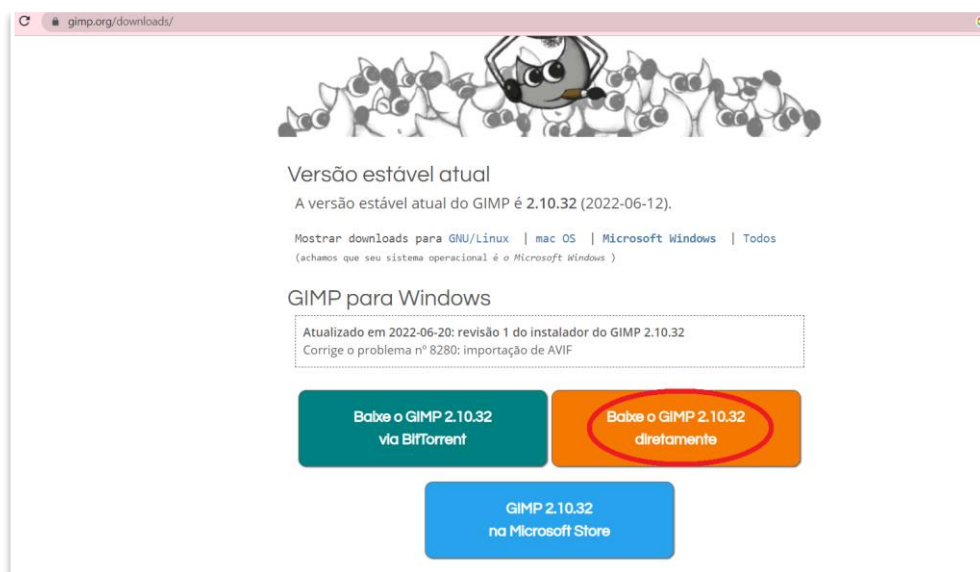 gimp.org/downloads/
Versão estável atual
A versão estável atual do GIMP é 2.10.32 (2022-06-12).
Mostrar downloads para GNU/Linux | mac OS | Microsoft Windows | Todos
(achamos que seu sistema operacional é o Microsoft Windows )
GIMP para Windows
Atualizado em 2022-06-20: revisão 1 do instalador do GIMP 2.10.32
Corrige o problema nº 8280: importação de AVIF
Baixe o GIMP 2.10.32
via BitTorrent
Baixe o GIMP 2.10.32
diretamente
GIMP 2.10.32
na Microsoft Store